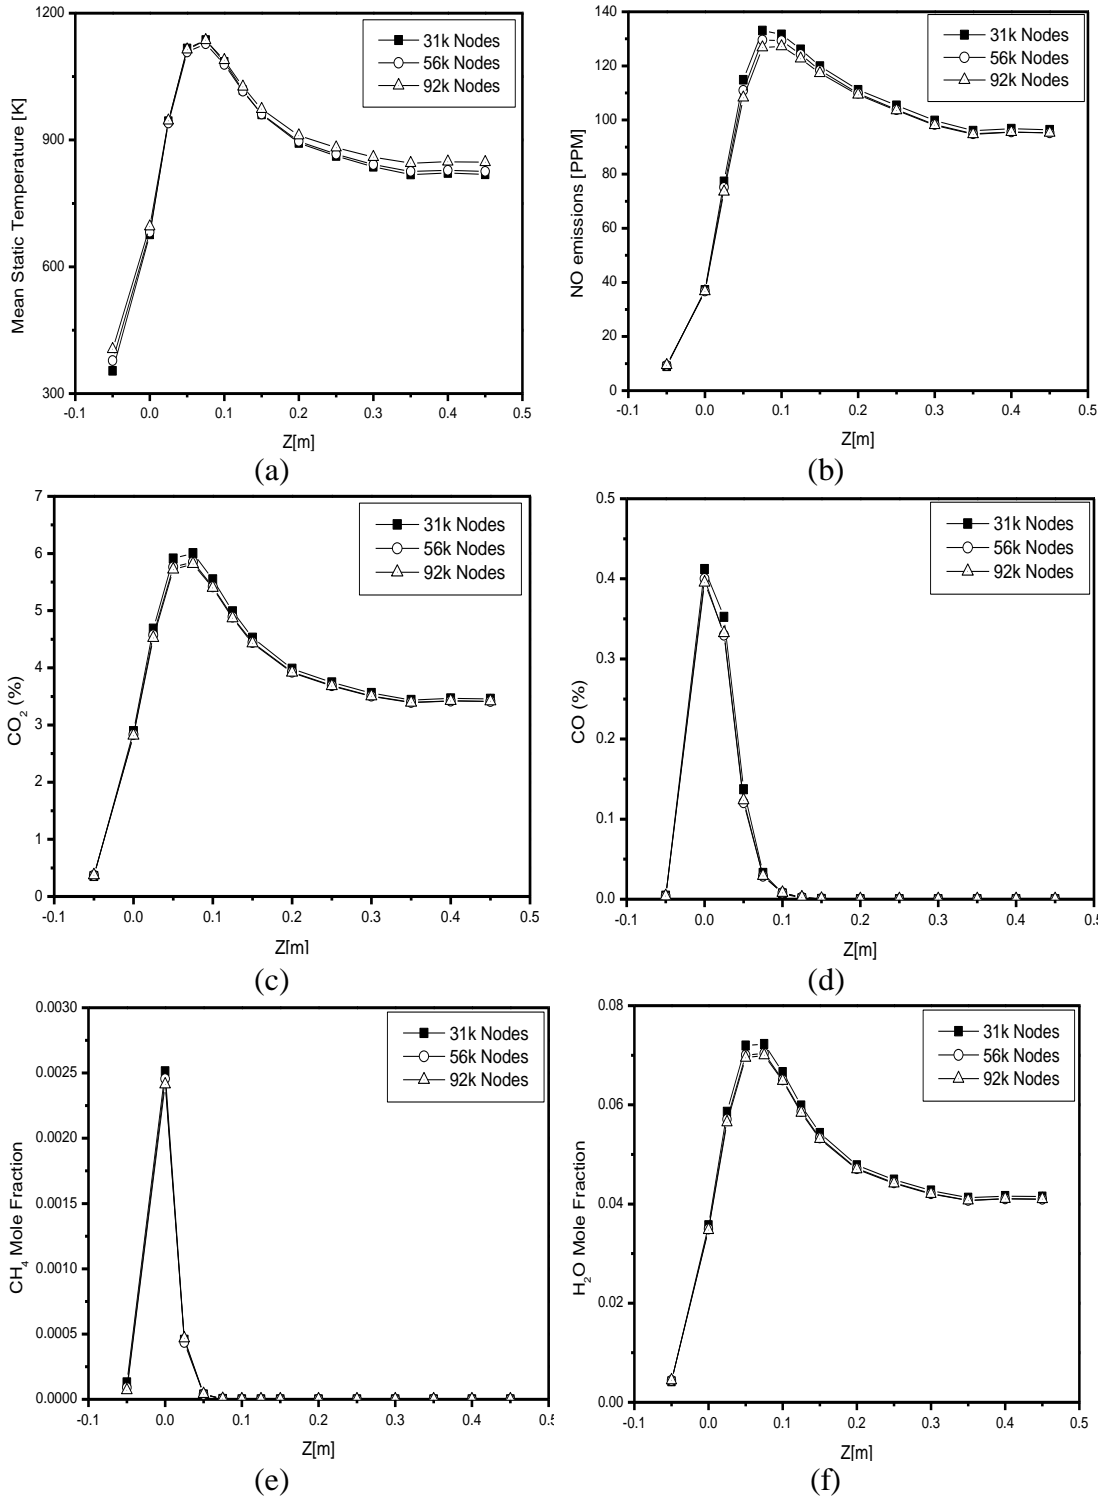 1200
900
600
300
-0.1
0.0
0.1
0.2
0.3
0.4
0.5
Mean Static Temperature [K]
Z[m]
31k Nodes
56k Nodes
92k Nodes
(a)
140
120
100
80
60
40
20
0
-0.1
0.0
0.1
0.2
0.3
0.4
0.5
NO emissions [PPM]
Z[m]
31k Nodes
56k Nodes
92k Nodes
(b)
7
6
5
4
3
2
1
0
-0.1
0.0
0.1
0.2
0.3
0.4
0.5
CO₂ (%)
Z[m]
31k Nodes
56k Nodes
92k Nodes
(c)
0.5
0.4
0.3
0.2
0.1
0.0
-0.1
0.0
0.1
0.2
0.3
0.4
0.5
CO (%)
Z[m]
31k Nodes
56k Nodes
92k Nodes
(d)
0.0030
0.0025
0.0020
0.0015
0.0010
0.0005
0.0000
-0.1
0.0
0.1
0.2
0.3
0.4
0.5
CH₄ Mole Fraction
Z[m]
31k Nodes
56k Nodes
92k Nodes
(e)
0.08
0.06
0.04
0.02
0.00
-0.1
0.0
0.1
0.2
0.3
0.4
0.5
H₂O Mole Fraction
Z[m]
31k Nodes
56k Nodes
92k Nodes
(f)